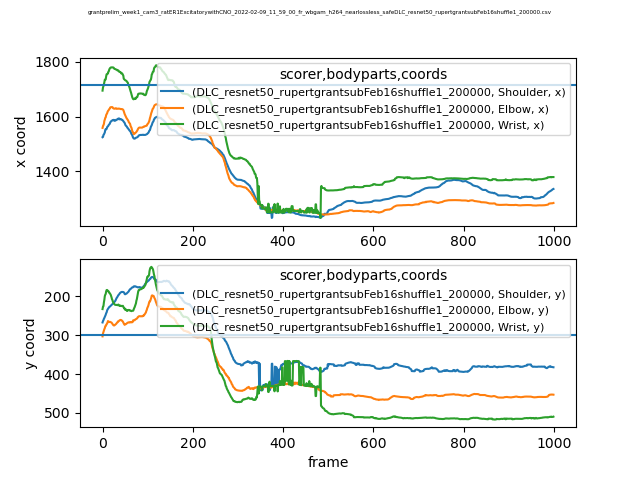 grantprelim_week1_cam3_ratER1ExcitatorywithCNO_2022-02-09_11_59_00_fr_wbgam_h264_nearlossless_safeDLC_resnet50_rupertgrantsubFeb16shuffle1_200000.csv
x coord
1800
1600
1400
scorer,bodyparts,coords
(DLC_resnet50_rupertgrantsubFeb16shuffle1_200000, Shoulder, x)
(DLC_resnet50_rupertgrantsubFeb16shuffle1_200000, Elbow, x)
(DLC_resnet50_rupertgrantsubFeb16shuffle1_200000, Wrist, x)
0 200 400 600 800 1000
y coord
200
300
400
500
scorer,bodyparts,coords
(DLC_resnet50_rupertgrantsubFeb16shuffle1_200000, Shoulder, y)
(DLC_resnet50_rupertgrantsubFeb16shuffle1_200000, Elbow, y)
(DLC_resnet50_rupertgrantsubFeb16shuffle1_200000, Wrist, y)
0 200 400 600 800 1000
frame